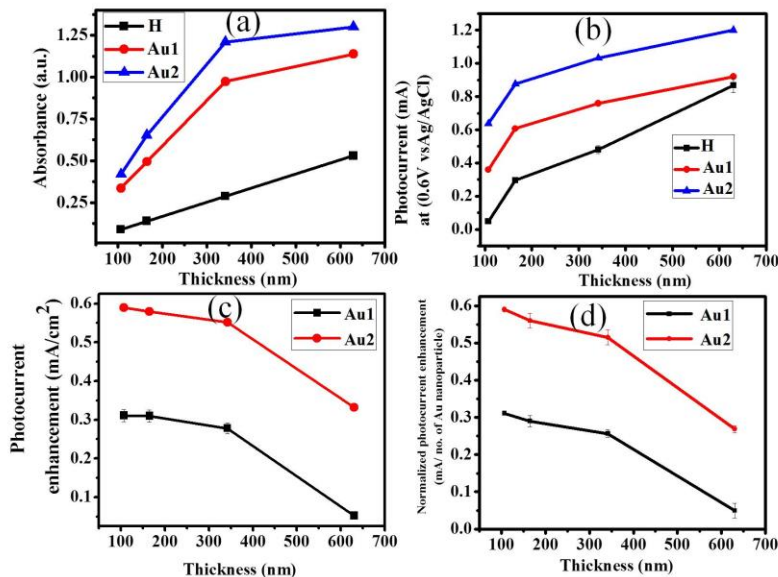 (a)
H
Au1
Au2
Absorbance (a.u.)
1.25
1.00
0.75
0.50
0.25
100 200 300 400 500 600 700
Thickness (nm)
(b)
Photocurrent (mA)
at (0.6V vsAg/AgCl)
1.4
1.2
1.0
0.8
0.6
0.4
0.2
0.0
H
Au1
Au2
100 200 300 400 500 600 700
Thickness (nm)
(c)
Au1
Au2
Photocurrent
enhancement (mA/cm²)
0.6
0.5
0.4
0.3
0.2
0.1
100 200 300 400 500 600 700
Thickness (nm)
(d)
Au1
Au2
Normalized photocurrent enhancement
(mA/ no. of Au nanoparticle)
0.6
0.5
0.4
0.3
0.2
0.1
0.0
100 200 300 400 500 600 700
Thickness (nm)